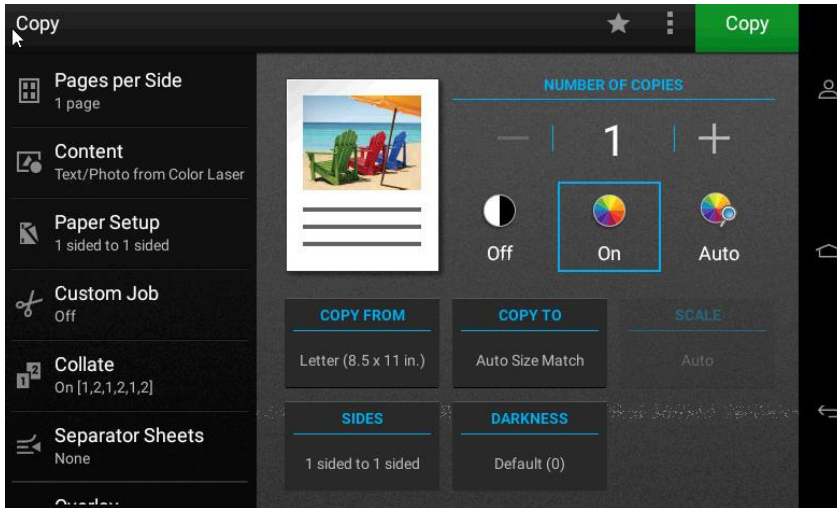 Copy
Copy
Pages per Side
1 page
Content
Text/Photo from Color Laser
Paper Setup
1 sided to 1 sided
Custom Job
Off
Collate
On [1,2,1,2,1,2]
Separator Sheets
None
Overlay
NUMBER OF COPIES
1
Off
On
Auto
COPY FROM
Letter (8.5 x 11 in.)
COPY TO
Auto Size Match
SCALE
Auto
SIDES
1 sided to 1 sided
DARKNESS
Default (0)